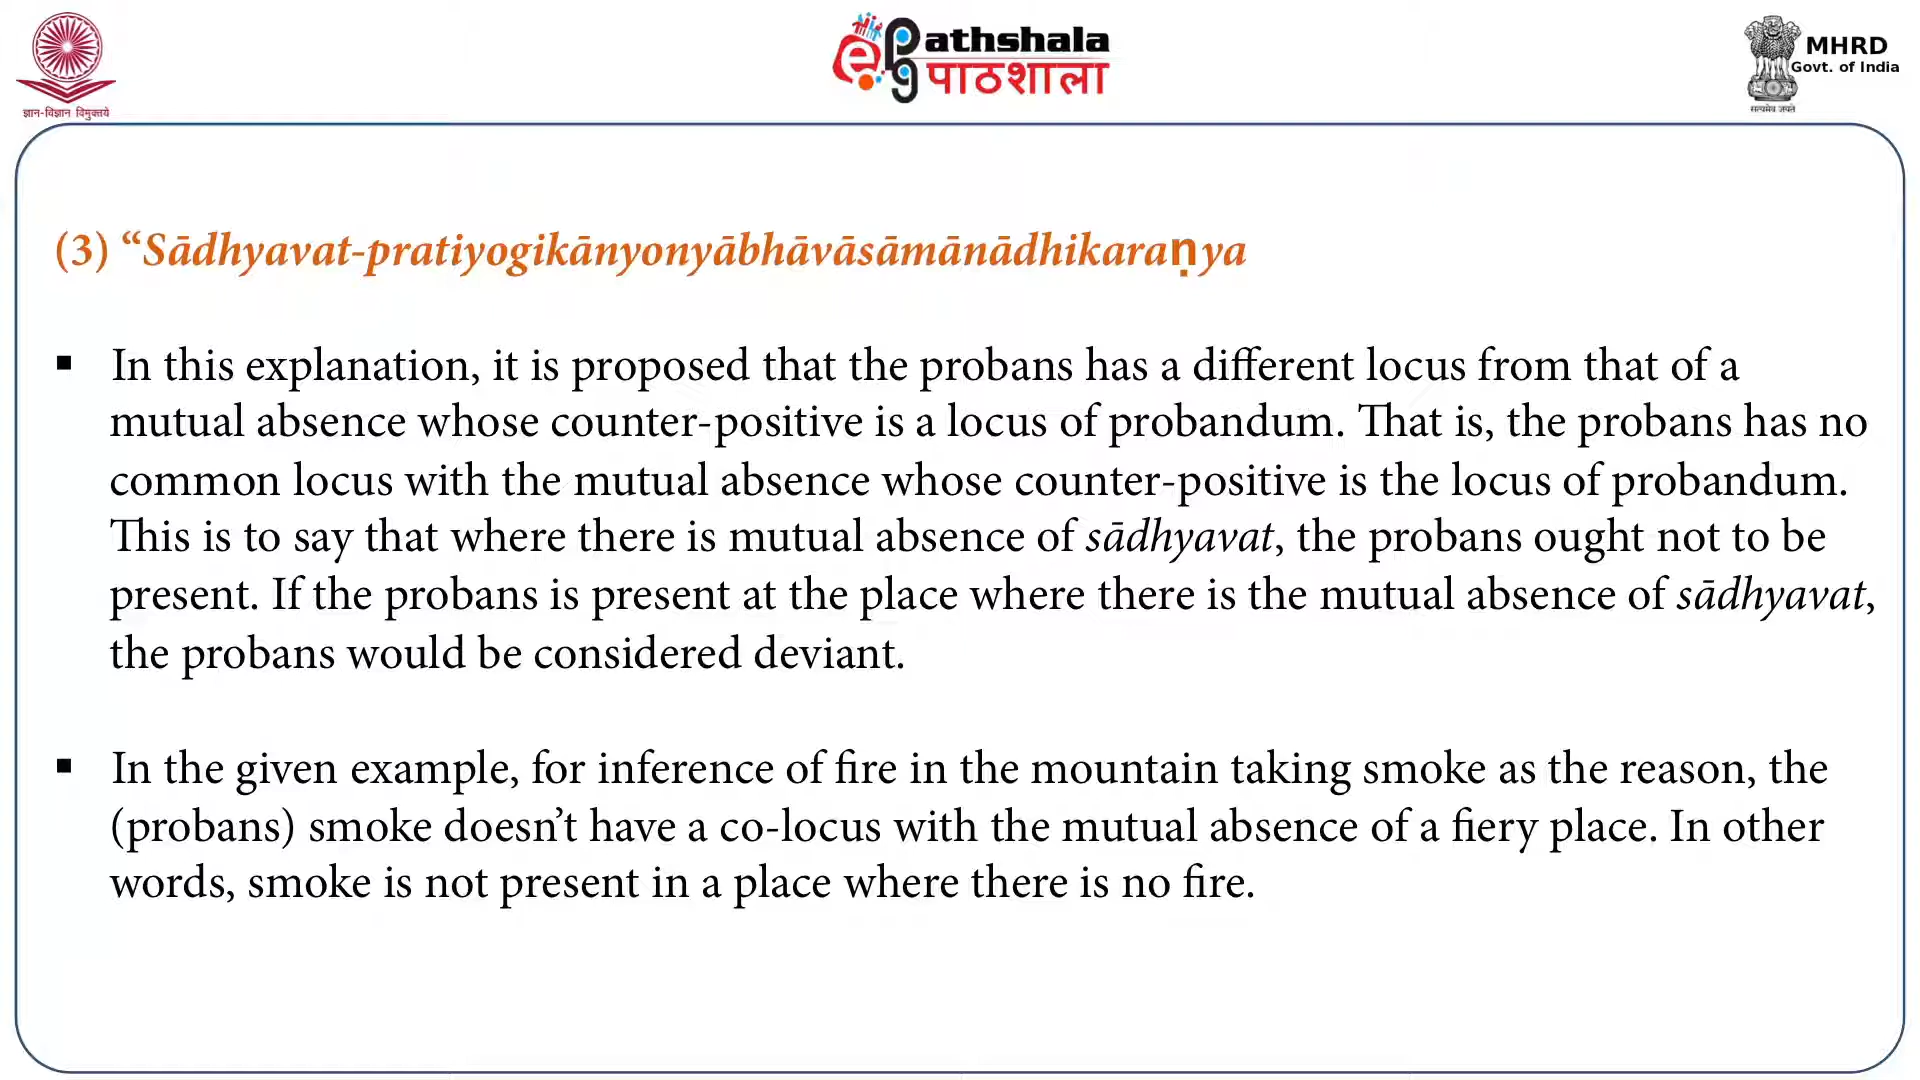 ज्ञान-विज्ञान विमुक्तये
Pathshala
पाठशाला
MHRD
Govt. of India
सत्यमेव जयते
(3) “Sādhyavat-pratiyogikānyonyābhāvāsāmānādhikaraṇya
▪ In this explanation, it is proposed that the probans has a different locus from that of a
mutual absence whose counter-positive is a locus of probandum. That is, the probans has no
common locus with the mutual absence whose counter-positive is the locus of probandum.
This is to say that where there is mutual absence of sādhyavat, the probans ought not to be
present. If the probans is present at the place where there is the mutual absence of sādhyavat,
the probans would be considered deviant.
▪ In the given example, for inference of fire in the mountain taking smoke as the reason, the
(probans) smoke doesn’t have a co-locus with the mutual absence of a fiery place. In other
words, smoke is not present in a place where there is no fire.